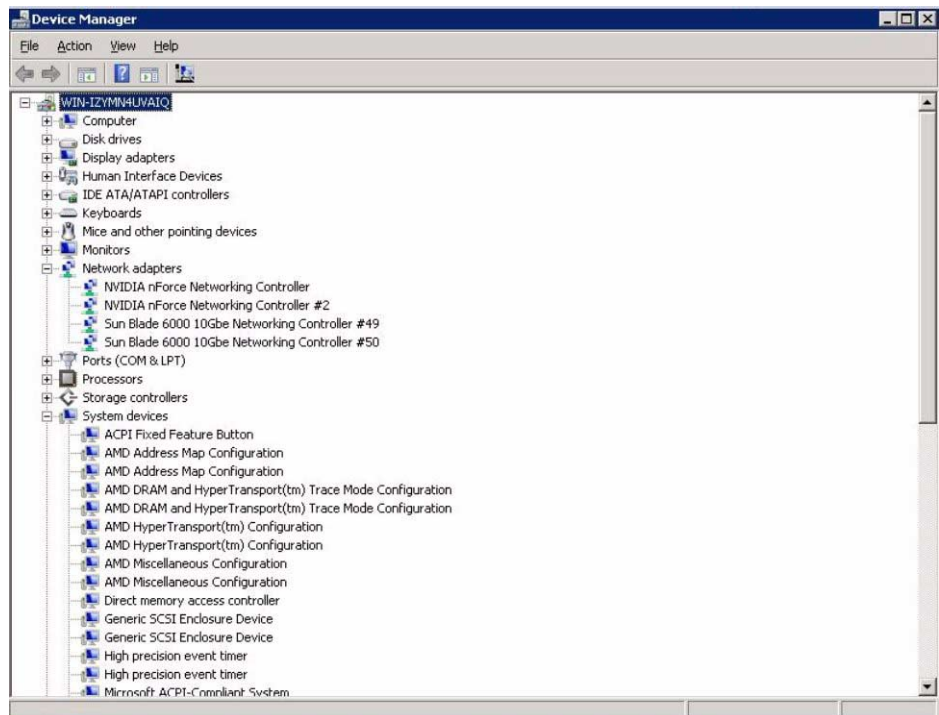 Device Manager
File Action View Help
WIN-IZYMN4UVAIQ
Computer
Disk drives
Display adapters
Human Interface Devices
IDE ATA/ATAPI controllers
Keyboards
Mice and other pointing devices
Monitors
Network adapters
NVIDIA nForce Networking Controller
NVIDIA nForce Networking Controller #2
Sun Blade 6000 10Gbe Networking Controller #49
Sun Blade 6000 10Gbe Networking Controller #50
Ports (COM & LPT)
Processors
Storage controllers
System devices
ACPI Fixed Feature Button
AMD Address Map Configuration
AMD Address Map Configuration
AMD DRAM and HyperTransport(tm) Trace Mode Configuration
AMD DRAM and HyperTransport(tm) Trace Mode Configuration
AMD HyperTransport(tm) Configuration
AMD HyperTransport(tm) Configuration
AMD Miscellaneous Configuration
AMD Miscellaneous Configuration
Direct memory access controller
Generic SCSI Enclosure Device
Generic SCSI Enclosure Device
High precision event timer
High precision event timer
Microsoft ACPI-Compliant System